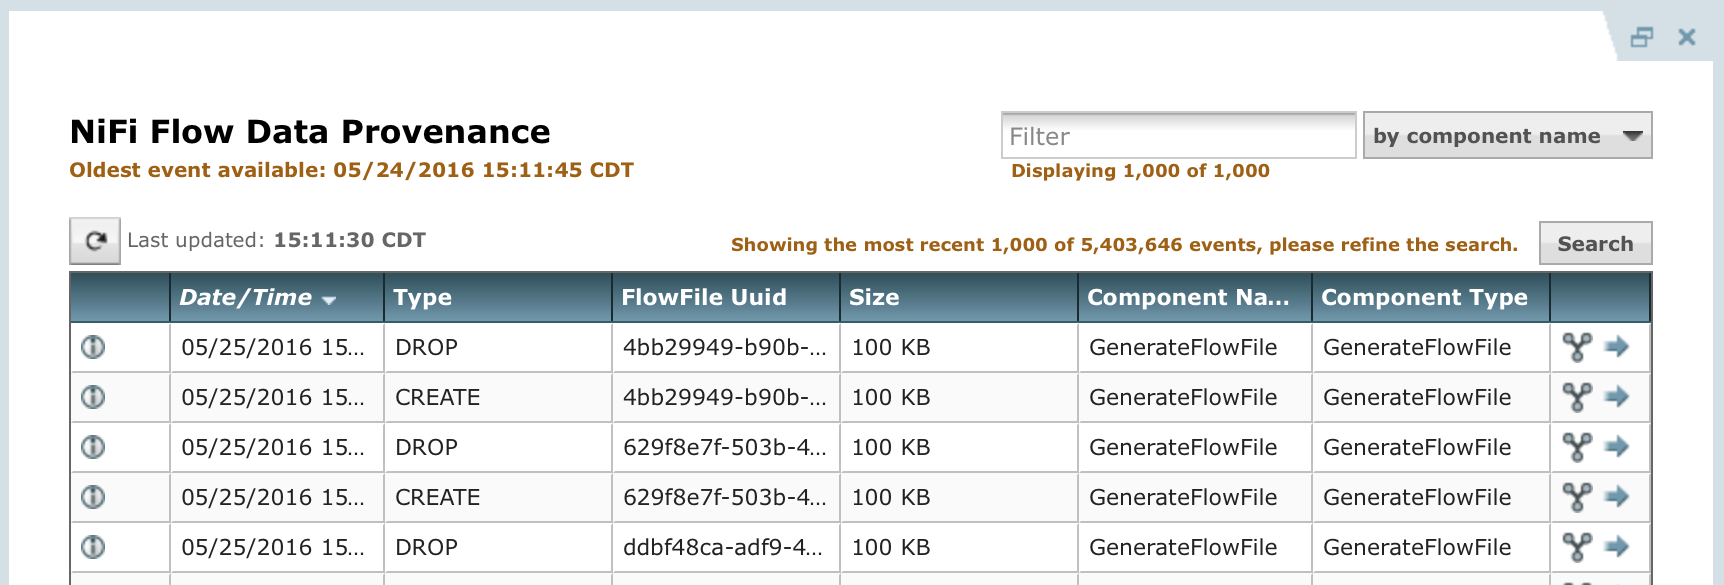 NiFi Flow Data Provenance
Oldest event available: 05/24/2016 15:11:45 CDT
Filter
by component name
Displaying 1,000 of 1,000
Last updated: 15:11:30 CDT
Showing the most recent 1,000 of 5,403,646 events, please refine the search.
Search
Date/Time Type FlowFile Uuid Size Component Na... Component Type
05/25/2016 15... DROP 4bb29949-b90b-... 100 KB GenerateFlowFile GenerateFlowFile
05/25/2016 15... CREATE 4bb29949-b90b-... 100 KB GenerateFlowFile GenerateFlowFile
05/25/2016 15... DROP 629f8e7f-503b-4... 100 KB GenerateFlowFile GenerateFlowFile
05/25/2016 15... CREATE 629f8e7f-503b-4... 100 KB GenerateFlowFile GenerateFlowFile
05/25/2016 15... DROP ddbf48ca-adf9-4... 100 KB GenerateFlowFile GenerateFlowFile